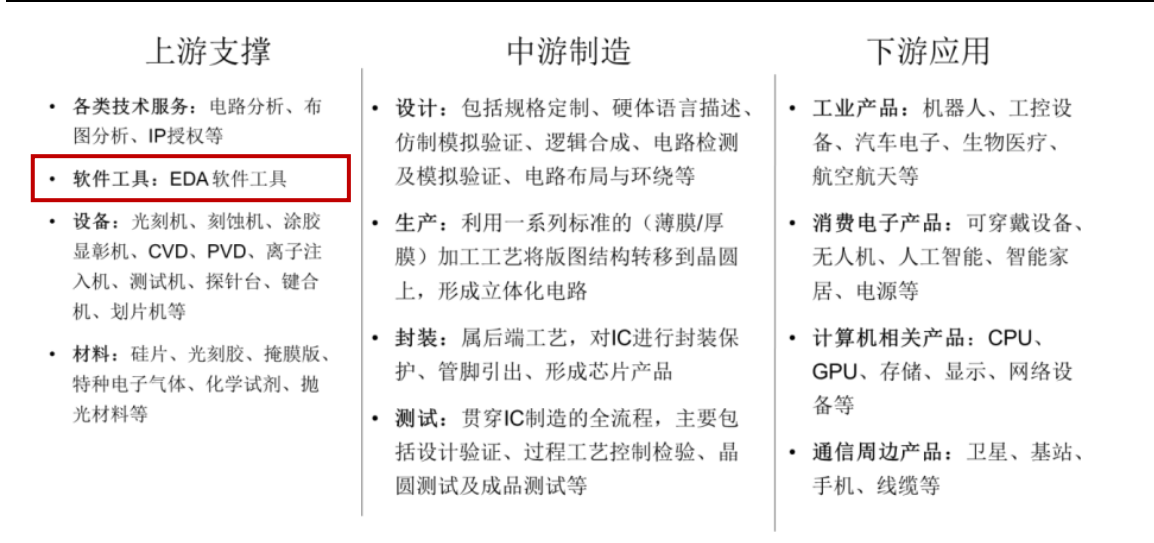 上游支撑
• 各类技术服务：电路分析、布
图分析、IP授权等
• 软件工具：EDA软件工具
• 设备：光刻机、刻蚀机、涂胶
显影机、CVD、PVD、离子注
入机、测试机、探针台、键合
机、划片机等
• 材料：硅片、光刻胶、掩膜版、
特种电子气体、化学试剂、抛
光材料等
中游制造
• 设计：包括规格定制、硬体语言描述、
仿制模拟验证、逻辑合成、电路检测
及模拟验证、电路布局与环绕等
• 生产：利用一系列标准的（薄膜/厚
膜）加工工艺将版图结构转移到晶圆
上，形成立体化电路
• 封装：属后端工艺，对IC进行封装保
护、管脚引出、形成芯片产品
• 测试：贯穿IC制造的全流程，主要包
括设计验证、过程工艺控制检验、晶
圆测试及成品测试等
下游应用
• 工业产品：机器人、工控设
备、汽车电子、生物医疗、
航空航天等
• 消费电子产品：可穿戴设备、
无人机、人工智能、智能家
居、电源等
• 计算机相关产品：CPU、
GPU、存储、显示、网络设
备等
• 通信周边产品：卫星、基站、
手机、线缆等